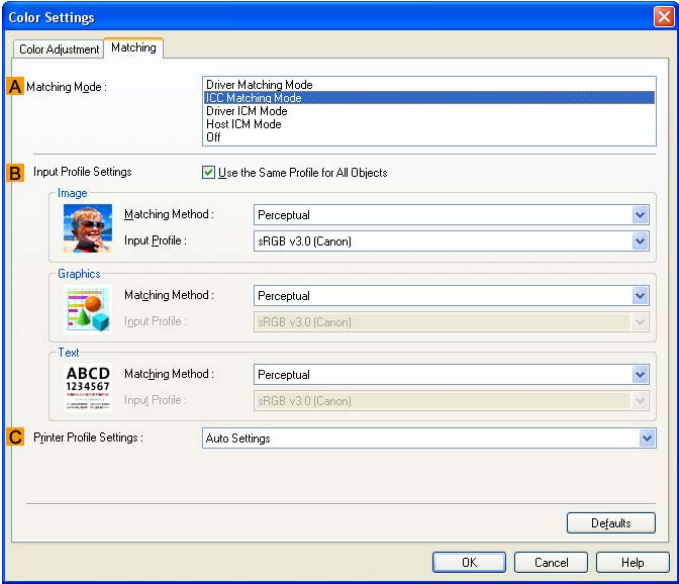 Color Settings
Color Adjustment Matching
A Matching Mode : Driver Matching Mode
ICC Matching Mode
Driver ICM Mode
Host ICM Mode
Off
B Input Profile Settings Use the Same Profile for All Objects
Image
Matching Method : Perceptual
Input Profile : sRGB v3.0 (Canon)
Graphics
Matching Method : Perceptual
Input Profile : sRGB v3.0 (Canon)
Text
ABCD
1234567
Matching Method : Perceptual
Input Profile : sRGB v3.0 (Canon)
C Printer Profile Settings : Auto Settings
Defaults
OK Cancel Help